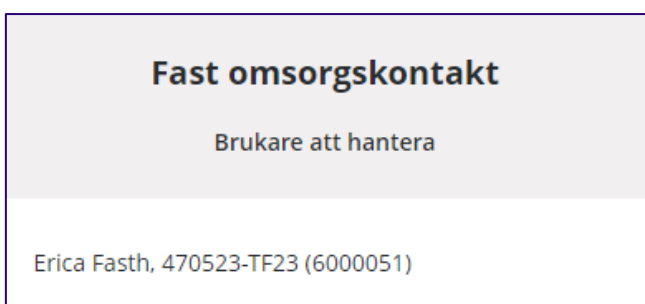 Fast omsorgskontakt
Brukare att hantera
Erica Fasth, 470523-TF23 (6000051)